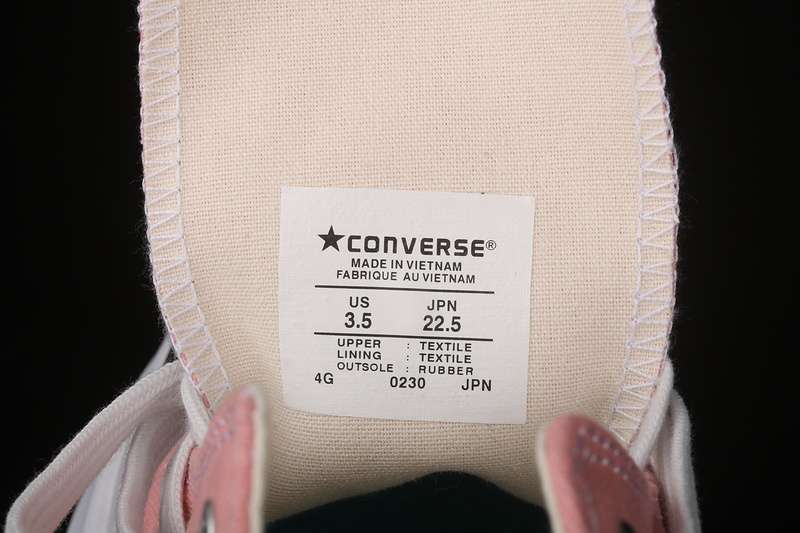 ★CONVERSE®
MADE IN VIETNAM
FABRIQUE AU VIETNAM
US JPN
3.5 22.5
UPPER : TEXTILE
LINING : TEXTILE
OUTSOLE : RUBBER
4G 0230 JPN